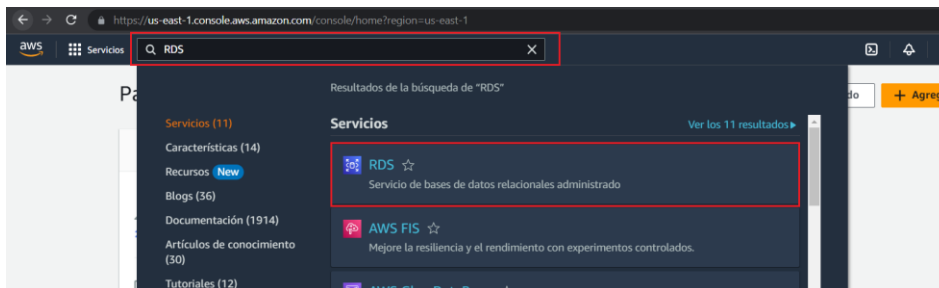 https://us-east-1.console.aws.amazon.com/console/home?region=us-east-1
aws
Servicios
RDS
Resultados de la búsqueda de "RDS"
Servicios (11)
Características (14)
Recursos New
Blogs (36)
Documentación (1914)
Artículos de conocimiento
(30)
Tutoriales (12)
Servicios
Ver los 11 resultados
RDS
Servicio de bases de datos relacionales administrado
AWS FIS
Mejore la resiliencia y el rendimiento con experimentos controlados.
Pá
do
+ Agreg